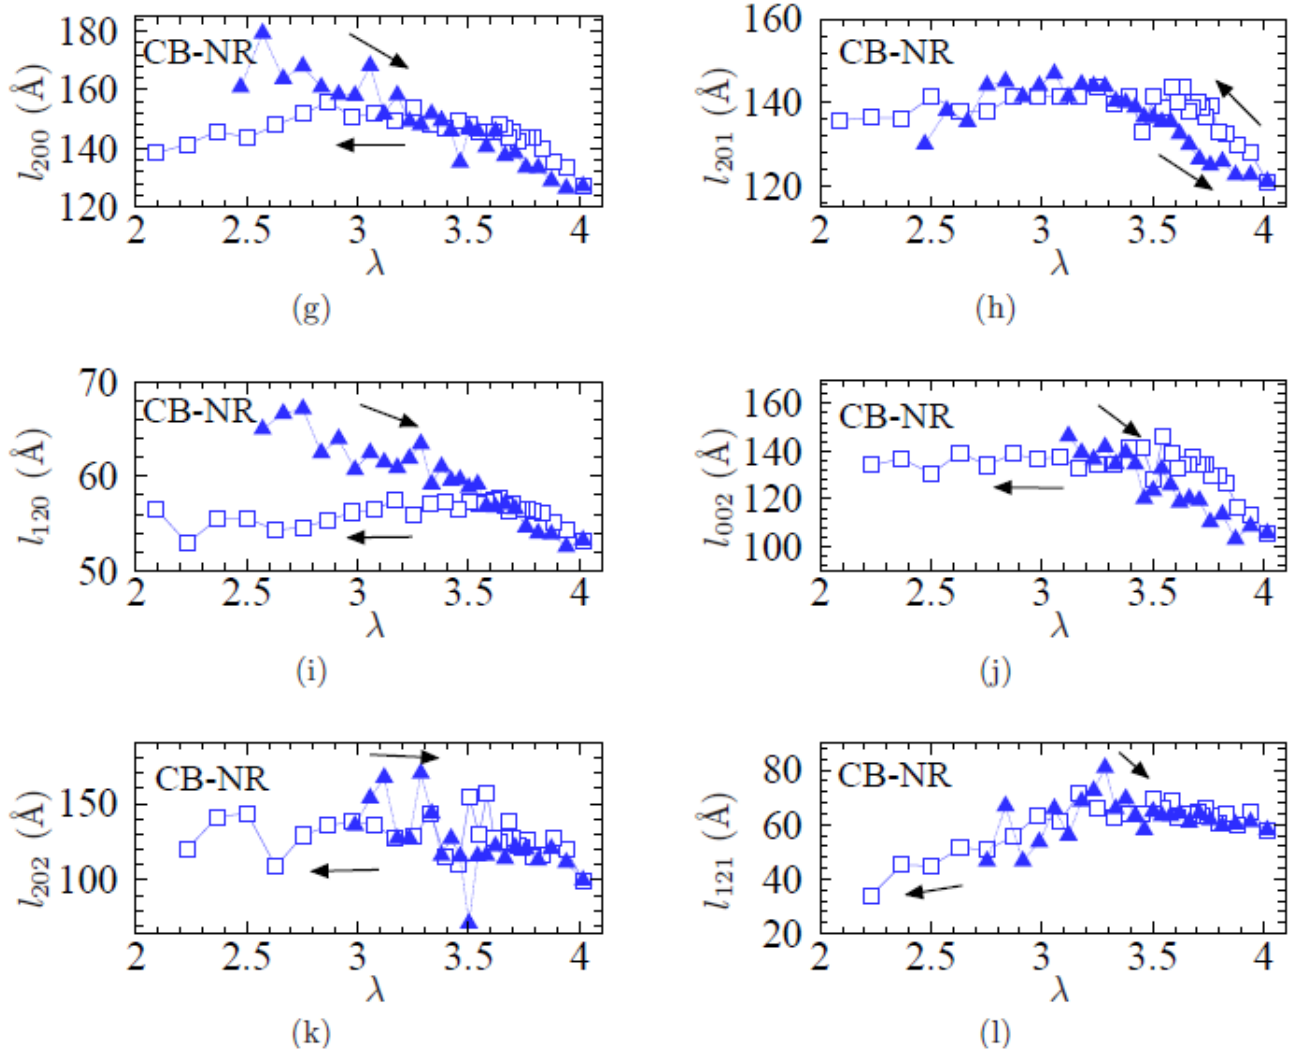 180
160
140
120
l200 (Å)
CB-NR
2 2.5 3 3.5 4
λ
(g)
160
140
120
l201 (Å)
CB-NR
2 2.5 3 3.5 4
λ
(h)
70
60
50
l120 (Å)
CB-NR
2 2.5 3 3.5 4
λ
(i)
160
140
120
100
l002 (Å)
CB-NR
2 2.5 3 3.5 4
λ
(j)
150
100
l202 (Å)
CB-NR
2 2.5 3 3.5 4
λ
(k)
80
60
40
20
l121 (Å)
CB-NR
2 2.5 3 3.5 4
λ
(l)